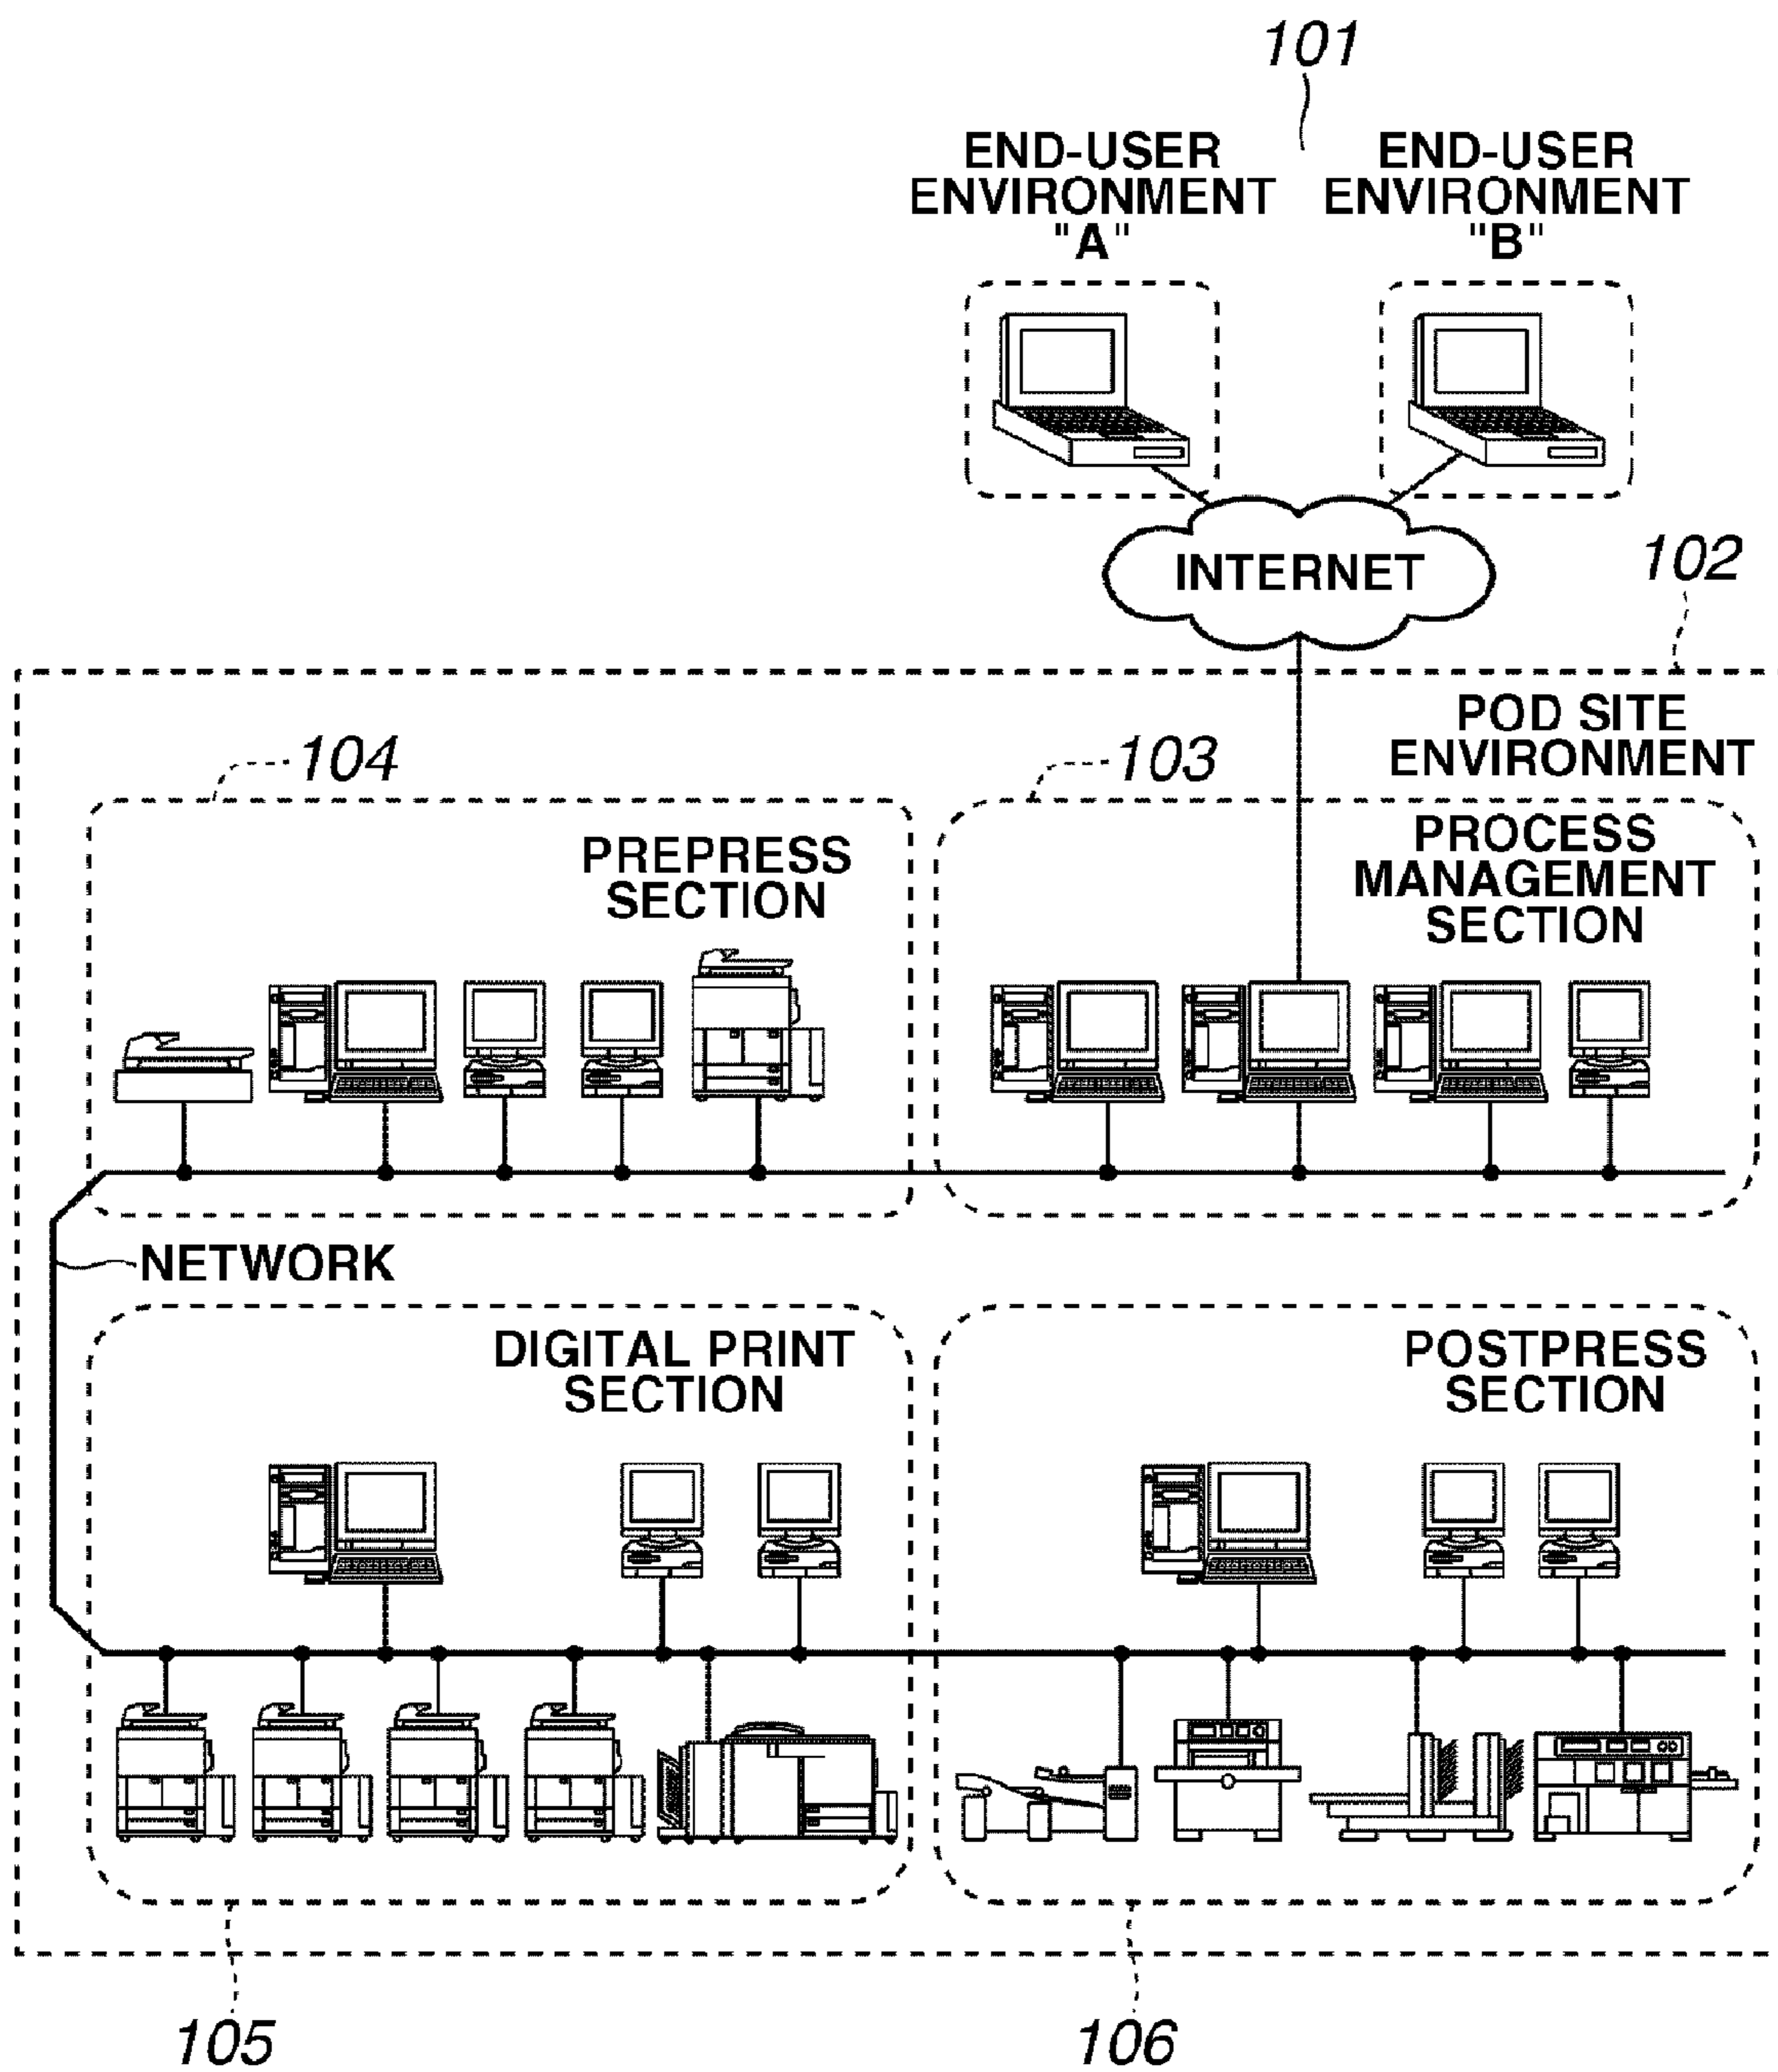 101
END-USER
ENVIRONMENT
"A"
END-USER
ENVIRONMENT
"B"
INTERNET
102
POD SITE
ENVIRONMENT
104
103
PREPRESS
SECTION
PROCESS
MANAGEMENT
SECTION
NETWORK
DIGITAL PRINT
SECTION
POSTPRESS
SECTION
105
106